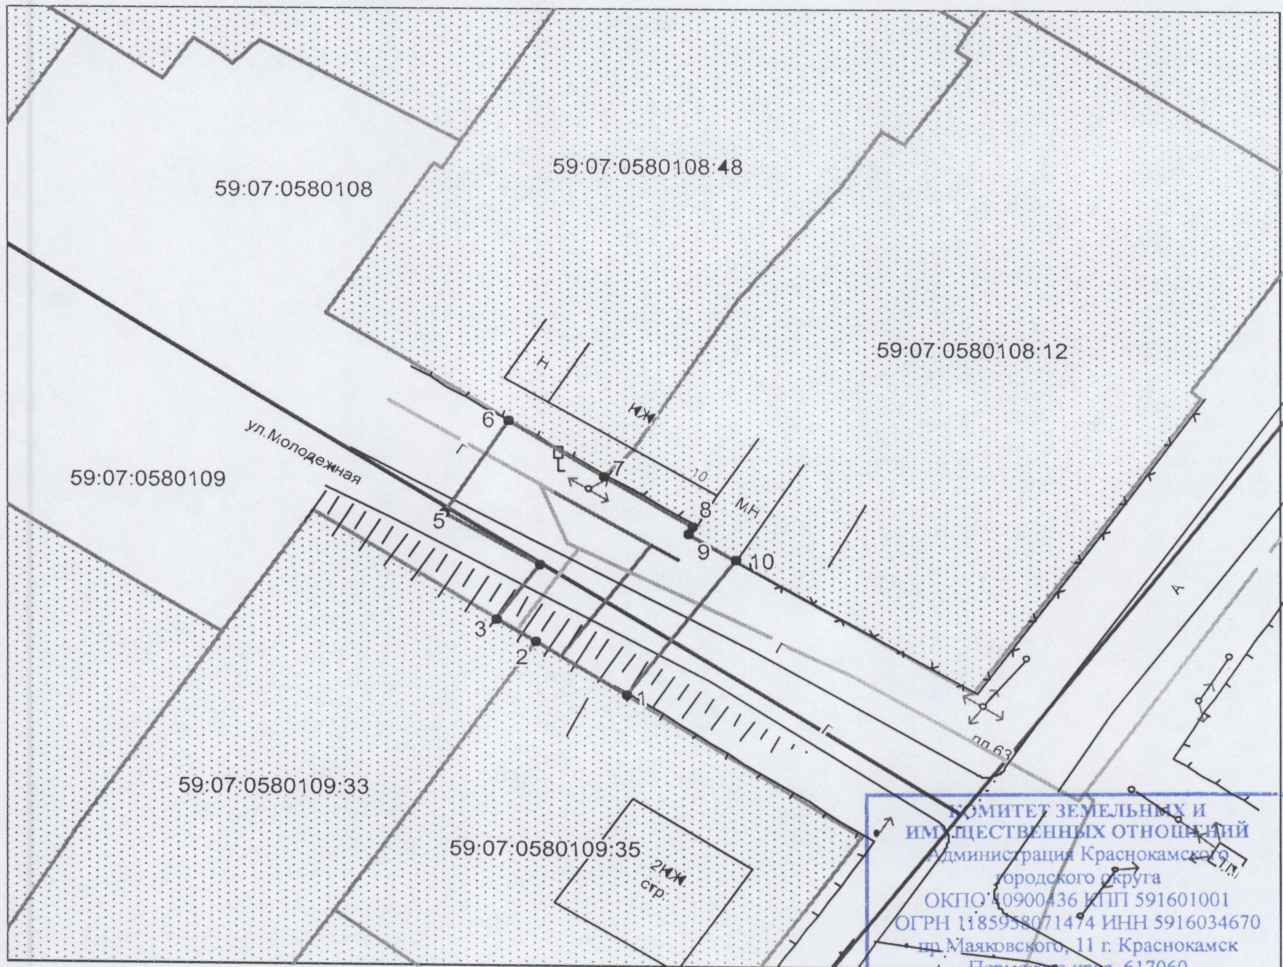 59:07:0580108:48
59:07:0580108
59:07:0580108:12
Н
КЖ
6
ул.Молодежная
Г
7
10
59:07:0580109
МН
8
5
9
10
А
3
2
Г
1
Г
пл.63
59:07:0580109:33
59:07:0580109:35
2КЖ
стр.
КОМИТЕТ ЗЕМЕЛЬНЫХ И
ИМУЩЕСТВЕННЫХ ОТНОШЕНИЙ
Администрация Краснокамского
городского округа
ОКПО 40900436 КПП 591601001
ОГРН 1185958071474 ИНН 5916034670
пр.Маяковского, 11 г. Краснокамск
Пермского края, 617060